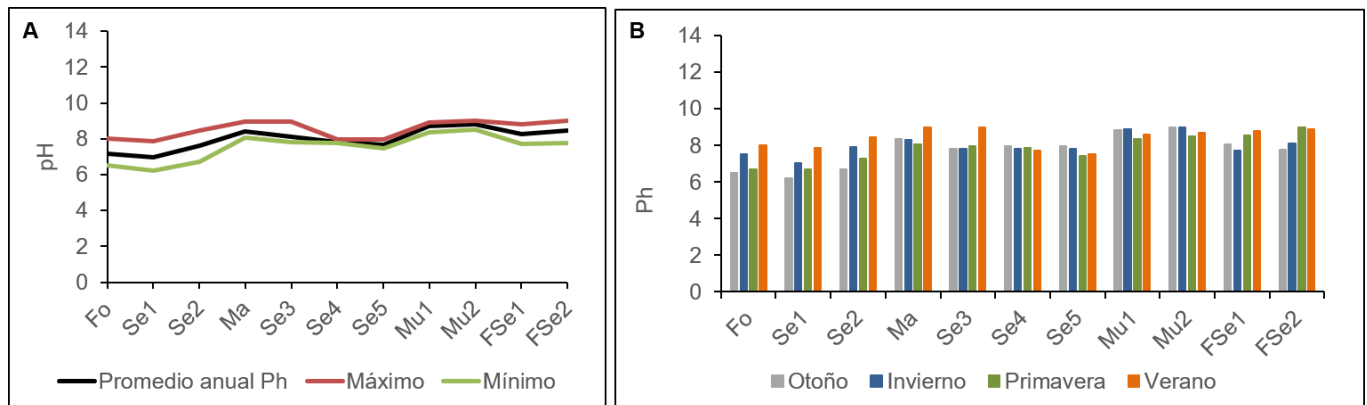 A
14
12
10
8
6
4
2
0
pH
Fo Se1 Se2 Ma Se3 Se4 Se5 Mu1 Mu2 FSe1 FSe2
Promedio anual Ph Máximo Mínimo
B
14
12
10
8
6
4
2
0
Ph
Fo Se1 Se2 Ma Se3 Se4 Se5 Mu1 Mu2 FSe1 FSe2
Otoño Invierno Primavera Verano